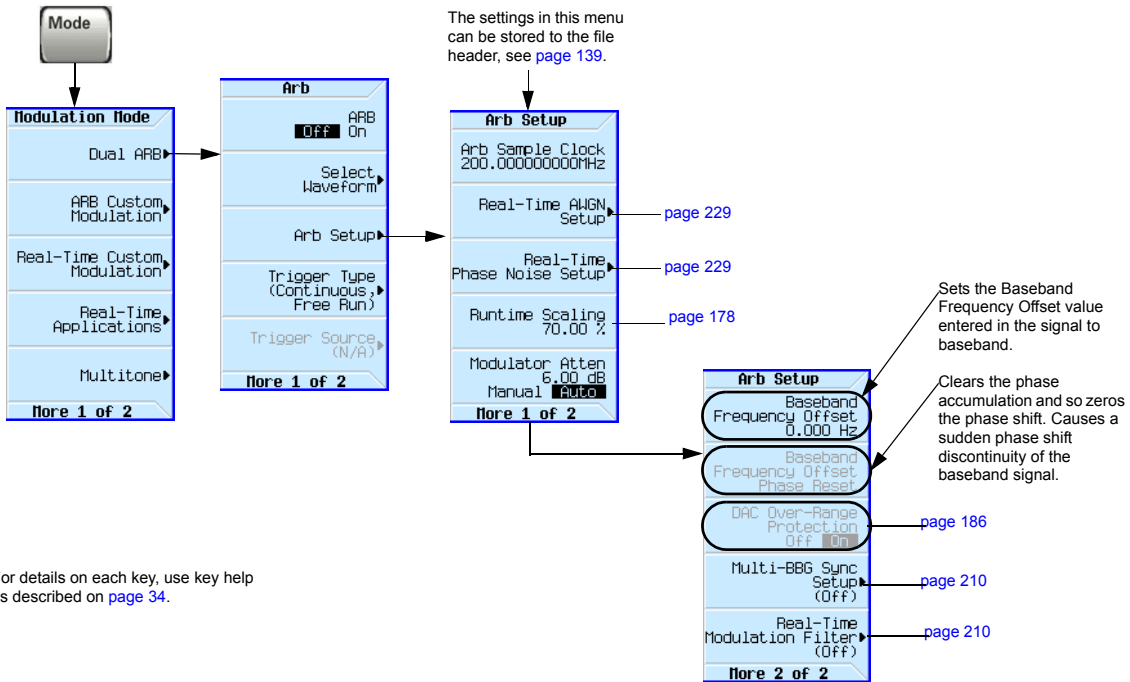 Mode
The settings in this menu
can be stored to the file
header, see page 139.
Modulation Mode
Dual ARB
ARB Custom
Modulation
Real-Time Custom
Modulation
Real-Time
Applications
Multitone
More 1 of 2
Arb
ARB
Off On
Select
Waveform
Arb Setup
Trigger Type
(Continuous,
Free Run)
Trigger Source
(N/A)
More 1 of 2
Arb Setup
Arb Sample Clock
200.000000000MHz
Real-Time AWGN
Setup
page 229
Real-Time
Phase Noise Setup
page 229
Runtime Scaling
70.00 %
page 178
Modulator Atten
6.00 dB
Manual Auto
More 1 of 2
Arb Setup
Baseband
Frequency Offset
0.000 Hz
Baseband
Frequency Offset
Phase Reset
DAC Over-Range
Protection
Off On
page 186
Multi-BBG Sync
Setup
(Off)
page 210
Real-Time
Modulation Filter
(Off)
page 210
More 2 of 2
Sets the Baseband
Frequency Offset value
entered in the signal to
baseband.
Clears the phase
accumulation and so zeros
the phase shift. Causes a
sudden phase shift
discontinuity of the
baseband signal.
or details on each key, use key help
s described on page 34.